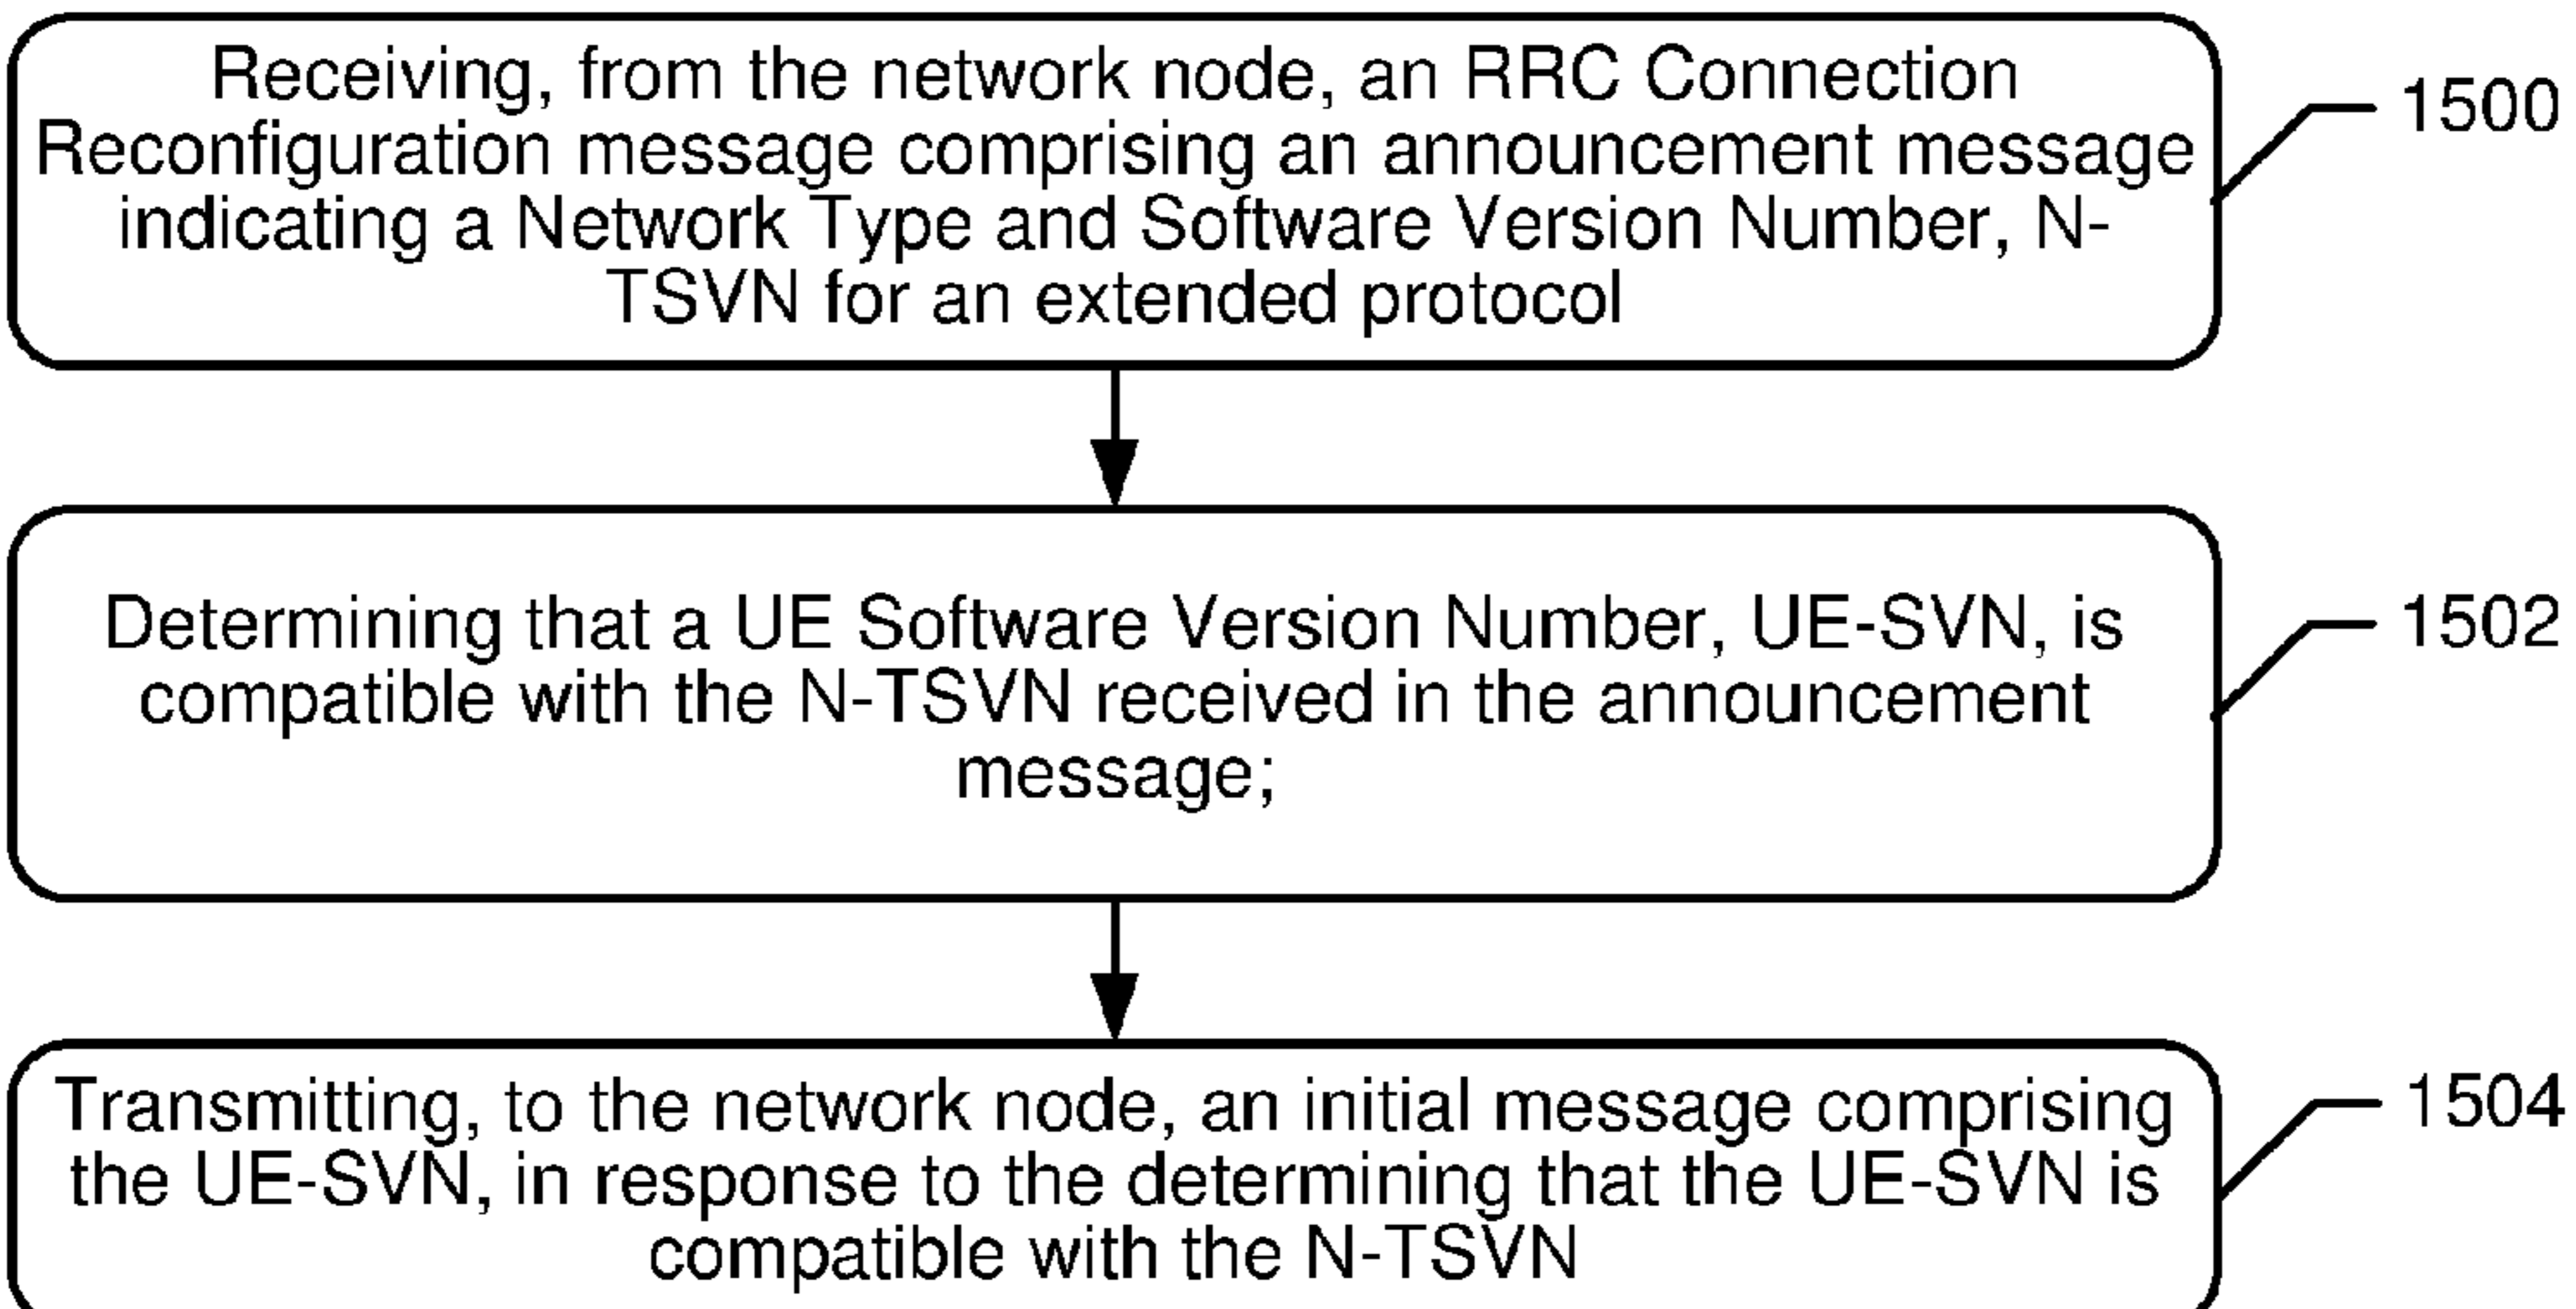 Receiving, from the network node, an RRC Connection
Reconfiguration message comprising an announcement message
indicating a Network Type and Software Version Number, N-
TSVN for an extended protocol
1500
Determining that a UE Software Version Number, UE-SVN, is
compatible with the N-TSVN received in the announcement
message;
1502
Transmitting, to the network node, an initial message comprising
the UE-SVN, in response to the determining that the UE-SVN is
compatible with the N-TSVN
1504